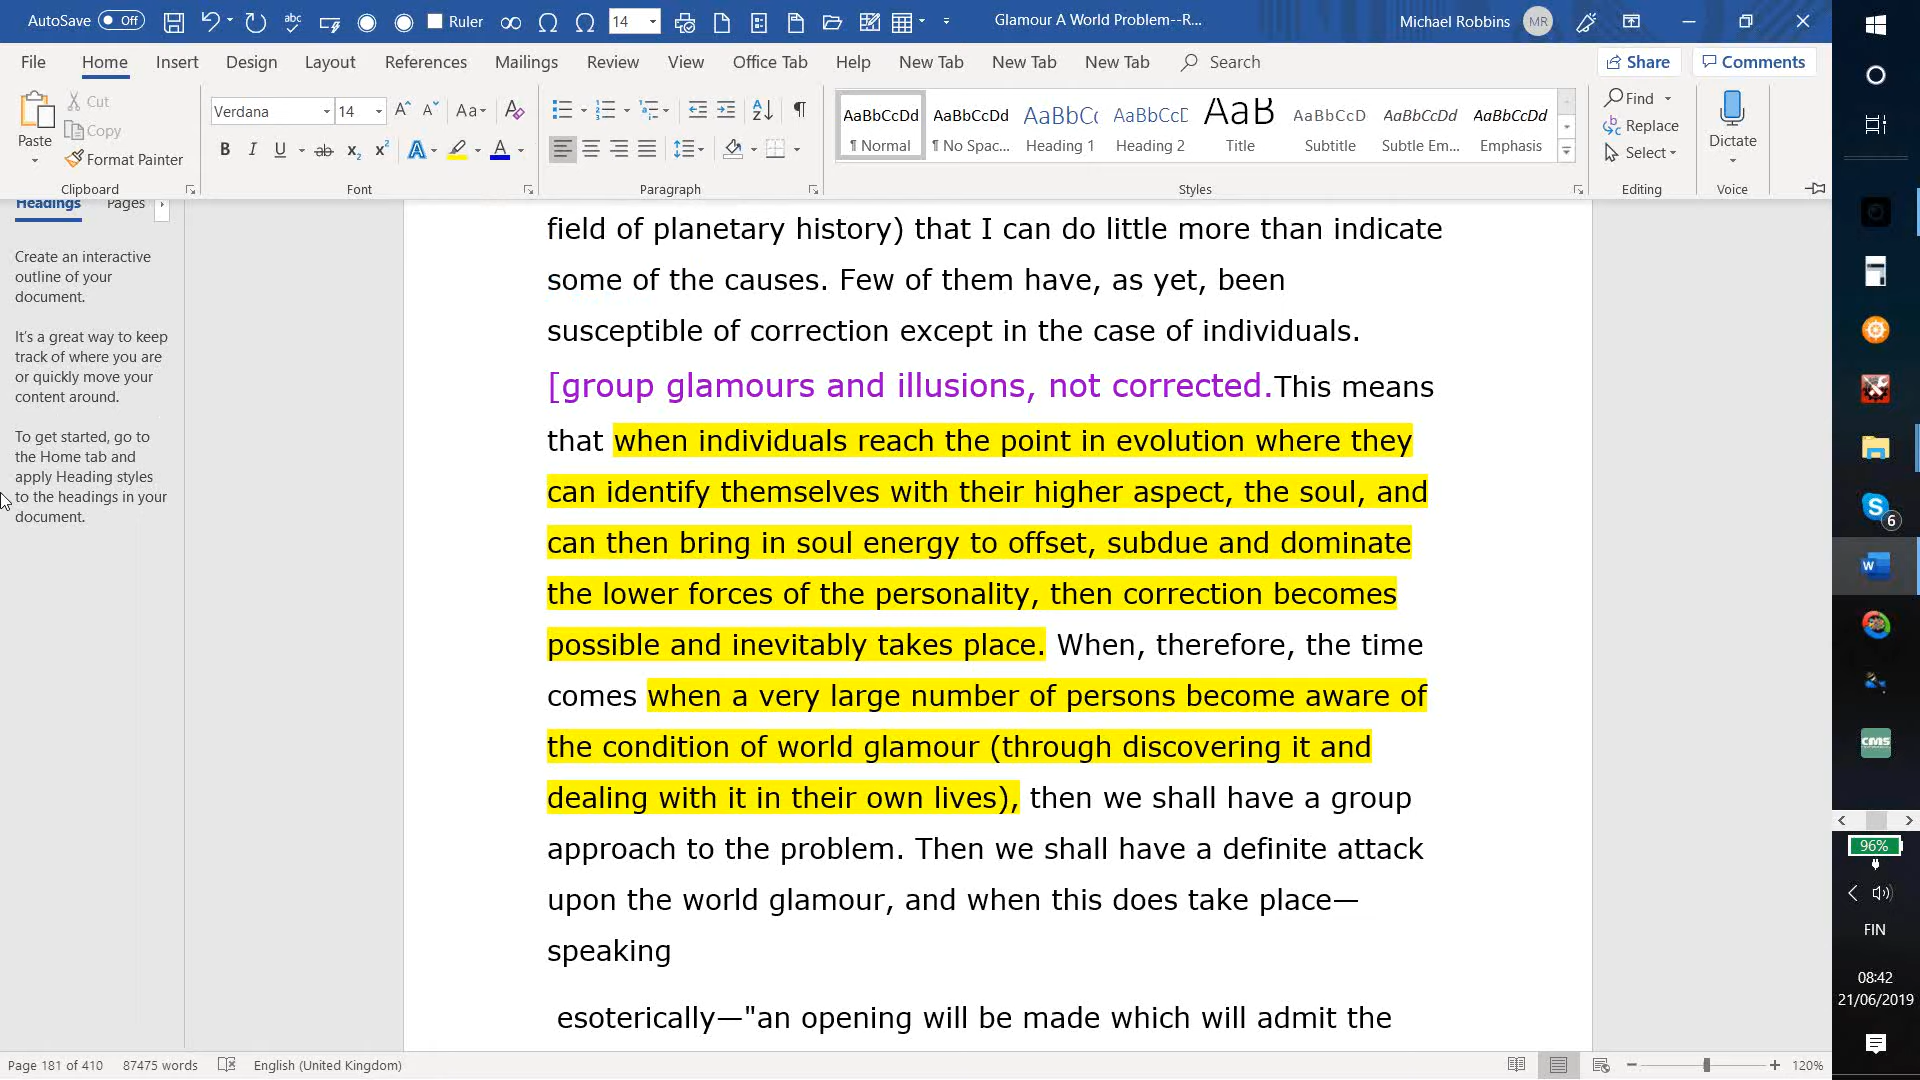 AutoSave Off abc Ruler 14 Glamour A World Problem--R... Michael Robbins MR
File Home Insert Design Layout References Mailings Review View Office Tab Help New Tab New Tab New Tab Search Share Comments
Paste Cut Copy Format Painter
Clipboard
Verdana 14 Aa
B I U ab x2 x2 A A
Font
Paragraph
AaBbCcDd AaBbCcDd AaBbCc AaBbCcD AaB AaBbCcD AaBbCcDd AaBbCcDd
¶ Normal ¶ No Spac... Heading 1 Heading 2 Title Subtitle Subtle Em... Emphasis
Styles
Find
Replace
Select
Editing
Dictate
Voice
Headings Pages
Create an interactive
outline of your
document.
It's a great way to keep
track of where you are
or quickly move your
content around.
To get started, go to
the Home tab and
apply Heading styles
to the headings in your
document.
field of planetary history) that I can do little more than indicate
some of the causes. Few of them have, as yet, been
susceptible of correction except in the case of individuals.
[group glamours and illusions, not corrected.This means
that when individuals reach the point in evolution where they
can identify themselves with their higher aspect, the soul, and
can then bring in soul energy to offset, subdue and dominate
the lower forces of the personality, then correction becomes
possible and inevitably takes place. When, therefore, the time
comes when a very large number of persons become aware of
the condition of world glamour (through discovering it and
dealing with it in their own lives), then we shall have a group
approach to the problem. Then we shall have a definite attack
upon the world glamour, and when this does take place—
speaking
esoterically—"an opening will be made which will admit the
Page 181 of 410 87475 words English (United Kingdom) 120%
6
W
CMS
96%
FIN
08:42
21/06/2019